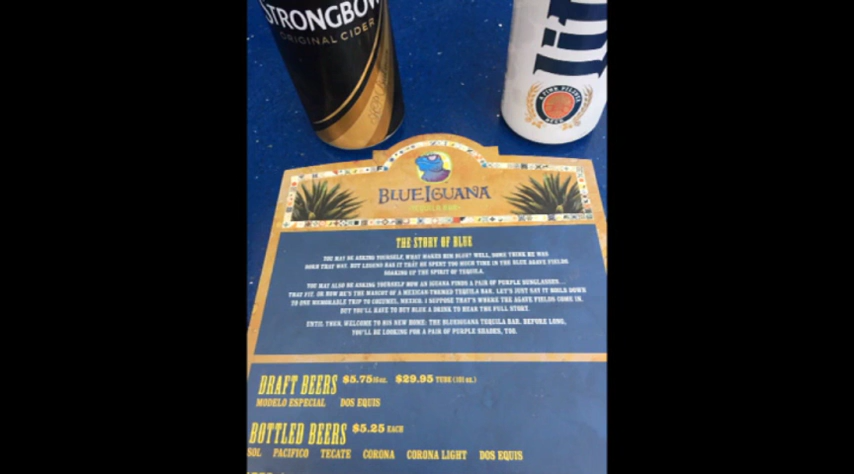 STRONGBOW
ORIGINAL CIDER
lit
A FINE PILSNER
BLUEIGUANA
TEQUILA BAR
THE STORY OF BLUE
YOU MAY BE ASKING YOURSELF, WHAT MAKES HIM BLUE? WELL, SOME THINK HE WAS
BORN THAT WAY. BUT LEGEND HAS IT THAT HE SPENT TOO MUCH TIME IN THE BLUE AGAVE FIELDS
SOAKING UP THE SPIRIT OF TEQUILA.
YOU MAY ALSO BE ASKING YOURSELF HOW AN IGUANA FINDS A PAIR OF PURPLE SUNGLASSES...
THAT FIT. OR HOW HE'S THE MASCOT OF A MEXICAN THEMED TEQUILA BAR. LET'S JUST SAY IT BOILS DOWN
TO ONE MEMORABLE TRIP TO COZUMEL, MEXICO. I SUPPOSE THAT'S WHERE THE AGAVE FIELDS COME IN.
BUT YOU'LL HAVE TO BUY BLUE A DRINK TO HEAR THE FULL STORY.
UNTIL THEN, WELCOME TO HIS NEW HOME: THE BLUEIGUANA TEQUILA BAR. BEFORE LONG,
YOU'LL BE LOOKING FOR A PAIR OF PURPLE SHADES, TOO.
DRAFT BEERS $5.75 16oz. $29.95 TUBE (101 oz.)
MODELO ESPECIAL DOS EQUIS
BOTTLED BEERS $5.25 EACH
SOL PACIFICO TECATE CORONA CORONA LIGHT DOS EQUIS